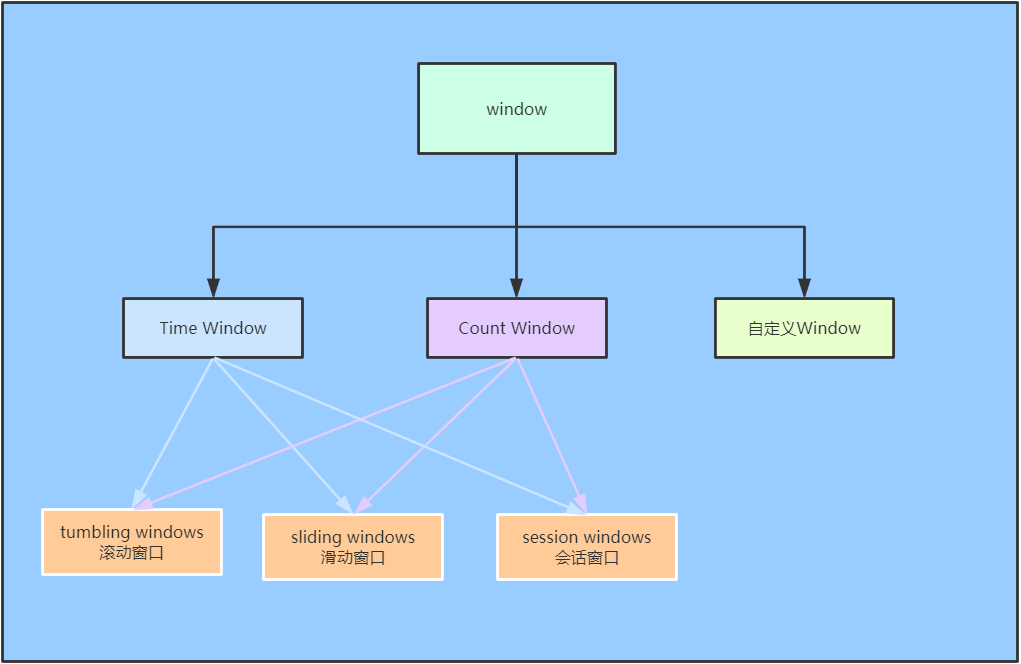 window
Time Window
Count Window
自定义Window
tumbling windows
滚动窗口
sliding windows
滑动窗口
session windows
会话窗口